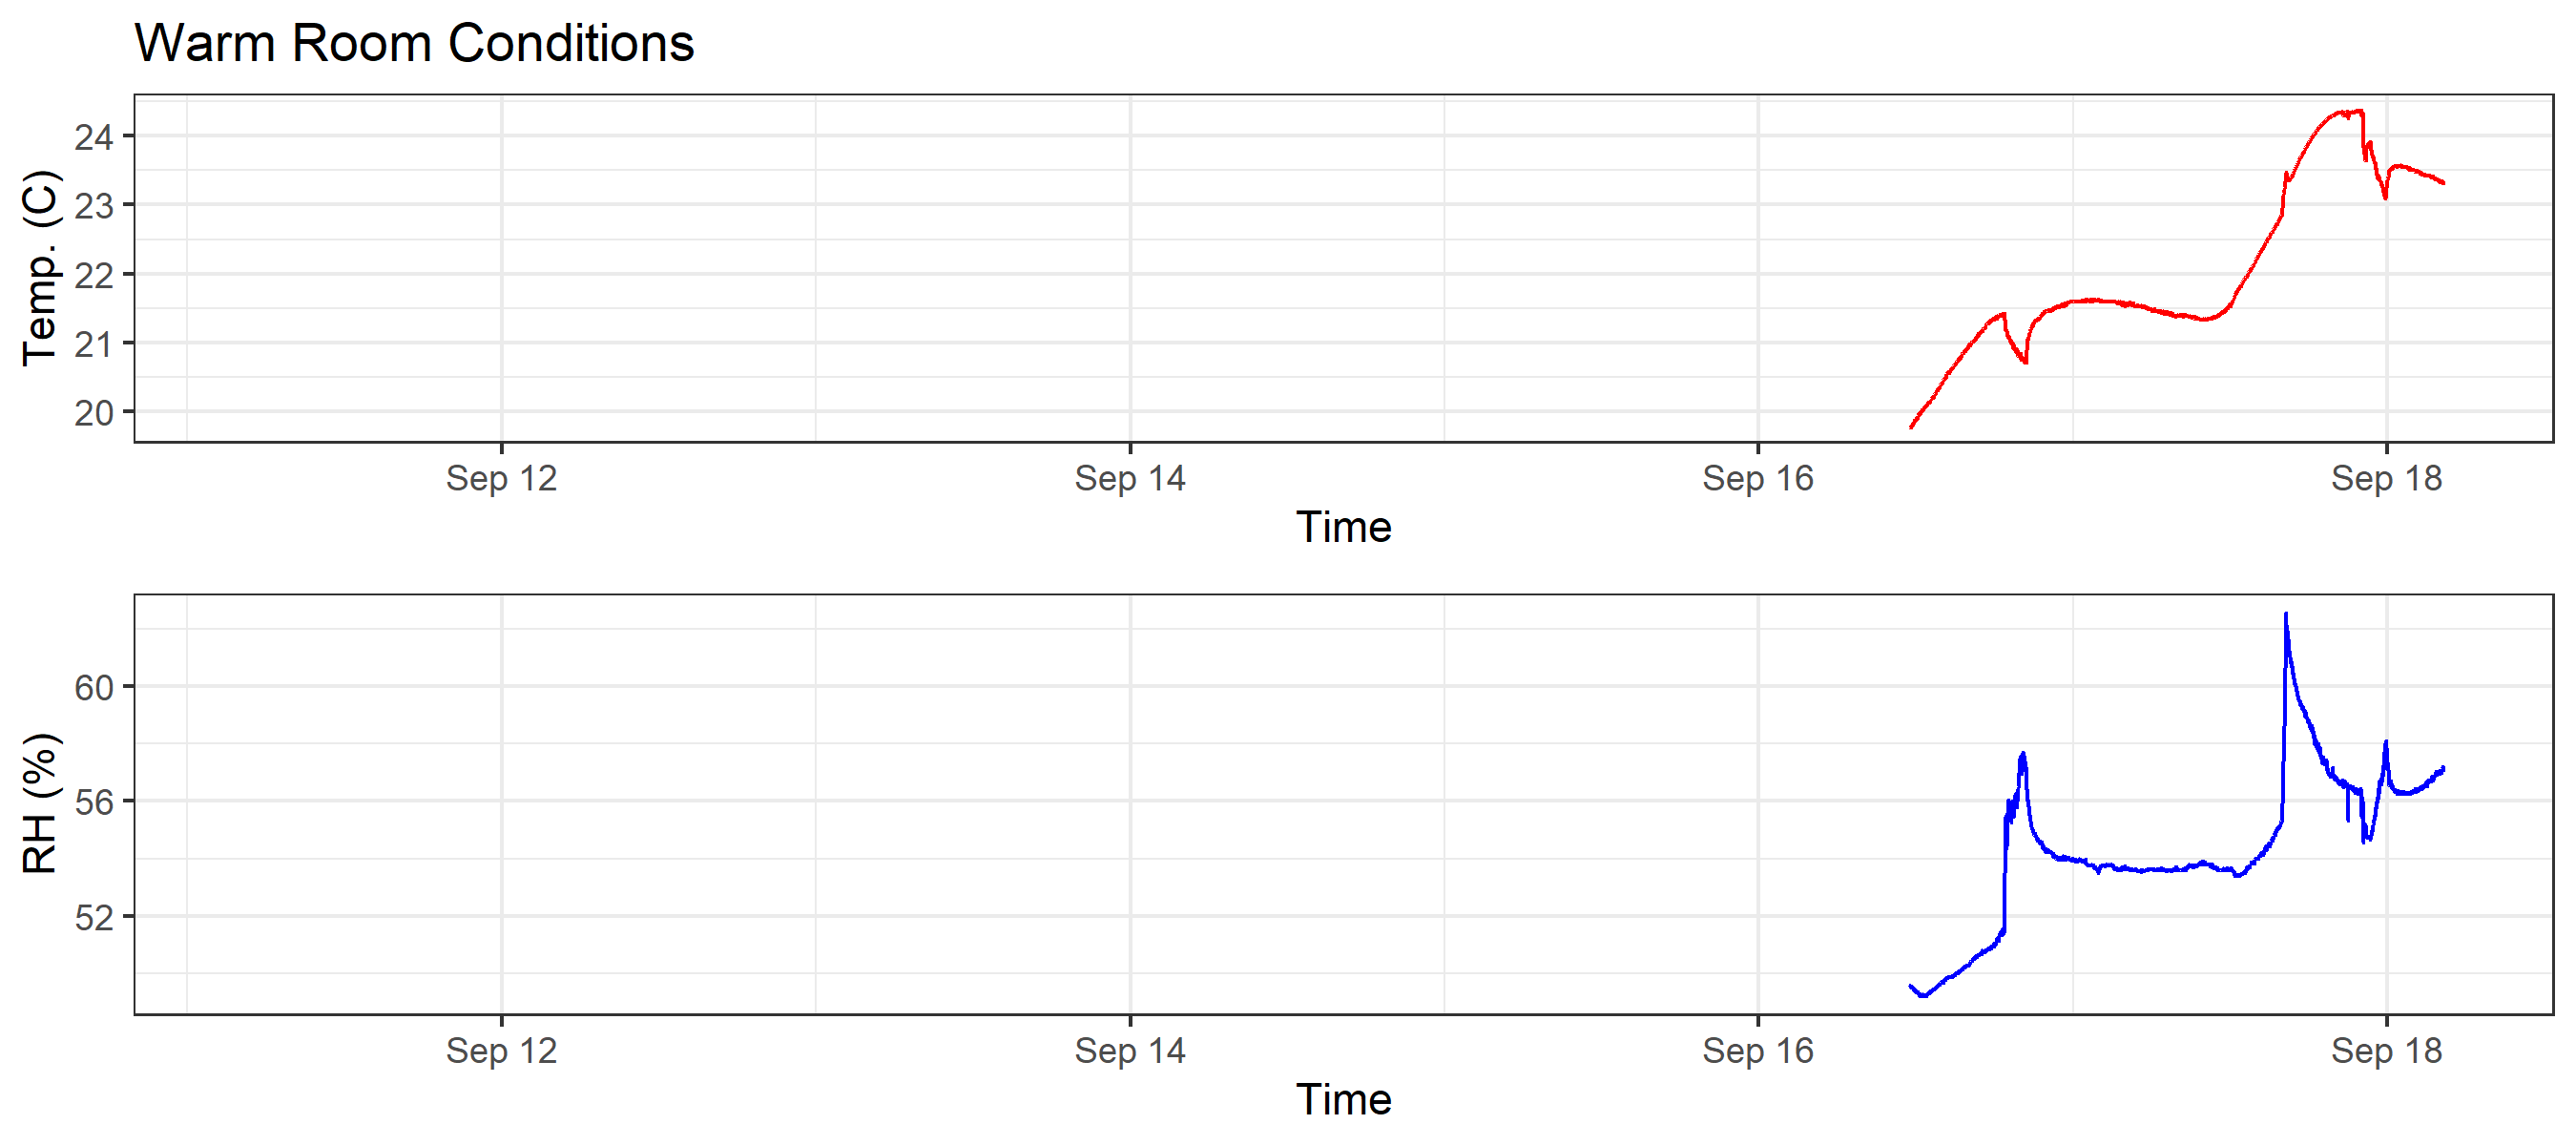 Warm Room Conditions
24
23
22
21
20
Temp. (C)
Sep 12 Sep 14 Sep 16 Sep 18
Time
60
56
52
RH (%)
Sep 12 Sep 14 Sep 16 Sep 18
Time